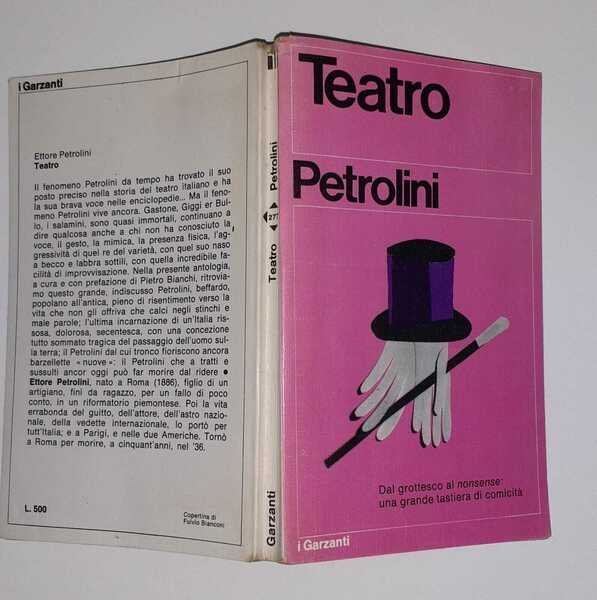 i Garzanti
Ettore Petrolini
Teatro
Il fenomeno Petrolini da tempo ha trovato il suo
posto preciso nella storia del teatro italiano e ha
la sua brava voce nelle enciclopedie... Ma il feno-
meno Petrolini vive ancora. Gastone, Giggi er Bul-
lo, i salamini, sono quasi immortali, continuano a
dire qualcosa anche a chi non ha conosciuto la
voce, il gesto, la mimica, la presenza fisica, l'ag-
gressività di quel re del varietà, con quel suo naso
a becco e labbra sottili, con quella incredibile fa-
cilità di improvvisazione. Nella presente antologia,
a cura e con prefazione di Pietro Bianchi, ritrovia-
mo questo grande, indiscusso Petrolini, beffardo,
popolano all'antica, pieno di risentimento verso la
vita che non gli offriva che calci negli stinchi e
male parole; l'ultima incarnazione di un'Italia ris-
sosa, dolorosa, secentesca, con una concezione
tutto sommato tragica del passaggio dell'uomo sul-
la terra; il Petrolini dal cui tronco fioriscono ancora
barzellette «nuove»: il Petrolini che a tratti e
sussulti ancor oggi può far morire dal ridere ●
Ettore Petrolini, nato a Roma (1886), figlio di un
artigiano, finì da ragazzo, per un fallo di poco
conto, in un riformatorio piemontese. Poi la vita
errabonda del guitto, dell'attore, dell'astro nazio-
nale, della vedette internazionale, lo portò per
tutt'Italia; e a Parigi, e nelle due Americhe. Tornò
a Roma per morire, a cinquant'anni, nel '36.
L. 500
Copertina di
Fulvio Bianconi
Petrolini
277
Teatro
Garzanti
Teatro
Petrolini
Dal grottesco al nonsense:
una grande tastiera di comicità
i Garzanti